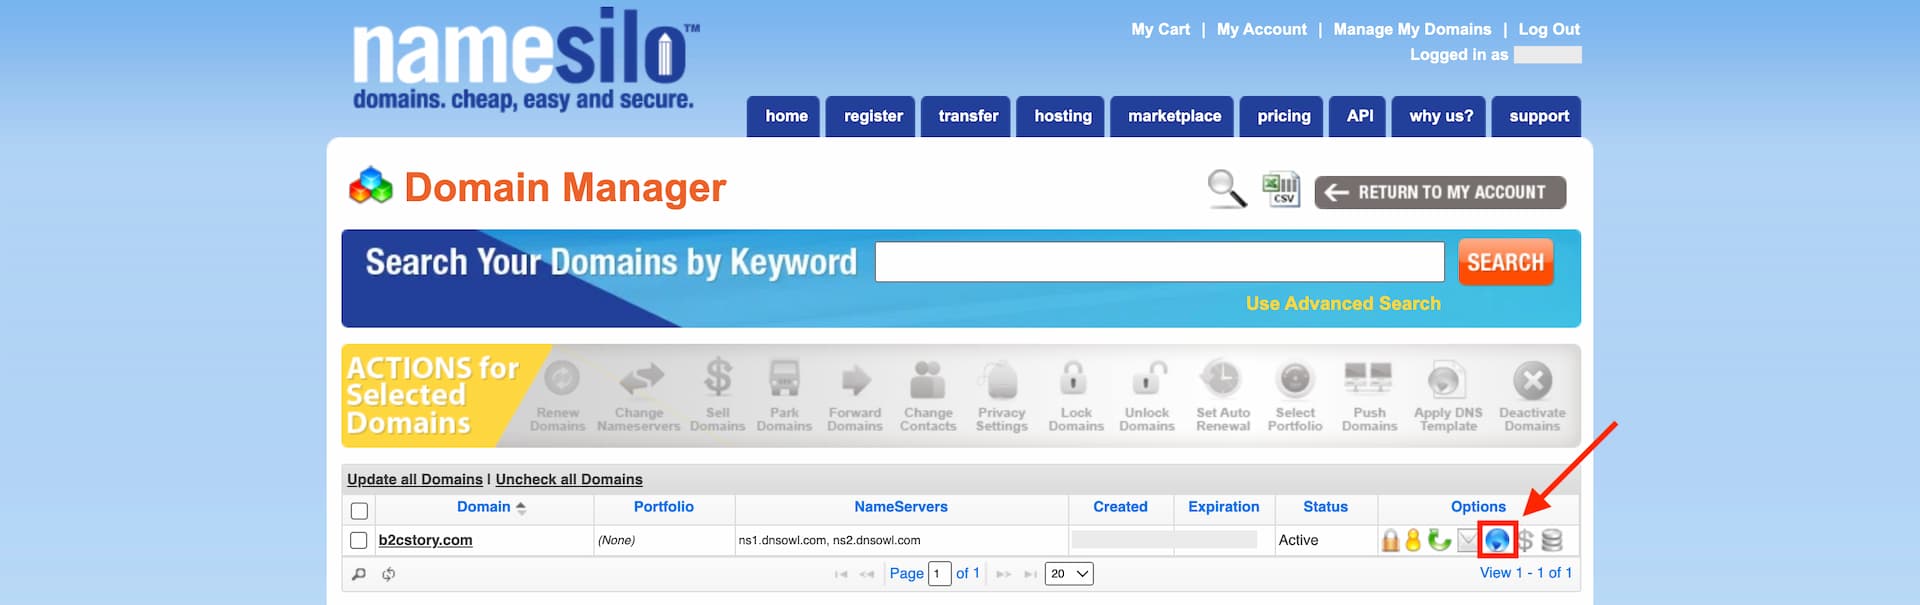 My Cart | My Account | Manage My Domains | Log Out
Logged in as
namesilo™
domains. cheap, easy and secure.
home register transfer hosting marketplace pricing API why us? support
Domain Manager
CSV
RETURN TO MY ACCOUNT
Search Your Domains by Keyword
SEARCH
Use Advanced Search
ACTIONS for
Selected
Domains
Renew Domains
Change Nameservers
Sell Domains
Park Domains
Forward Domains
Change Contacts
Privacy Settings
Lock Domains
Unlock Domains
Set Auto Renewal
Select Portfolio
Push Domains
Apply DNS Template
Deactivate Domains
Update all Domains | Uncheck all Domains
Domain Portfolio NameServers Created Expiration Status Options
b2cstory.com (None) ns1.dnsowl.com, ns2.dnsowl.com Active
Page 1 of 1 20 View 1 - 1 of 1